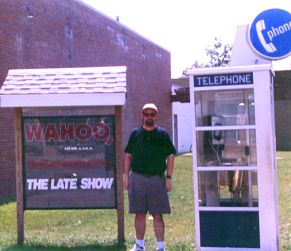 phone
TELEPHONE
WAHOO,
NEBRASKA
THE LATE SHOW